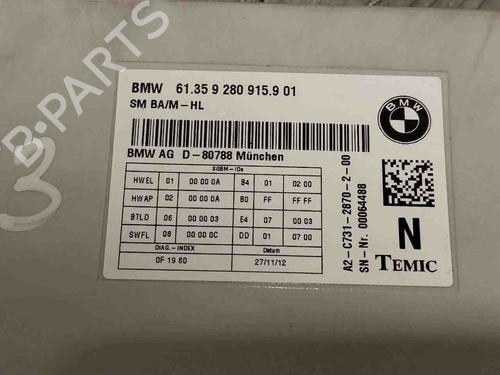 B-PARTS
3
BMW 61.35 9 280 915.9 01
SM BA/M-HL
BMW
BMW AG D-80788 München
SGBM-IDs
HWEL 01 00 00 0A B4 01 02 00
HWAP 02 00 00 0A B0 FF FF FF
BTLD 06 00 00 03 E4 07 00 03
SWFL 08 00 00 0C DD 01 07 00
DIAG.-INDEX Datum
0F 19 60 27/11/12
A2-C731-2870-2-00
SN-Nr. 00064488
N
TEMIC